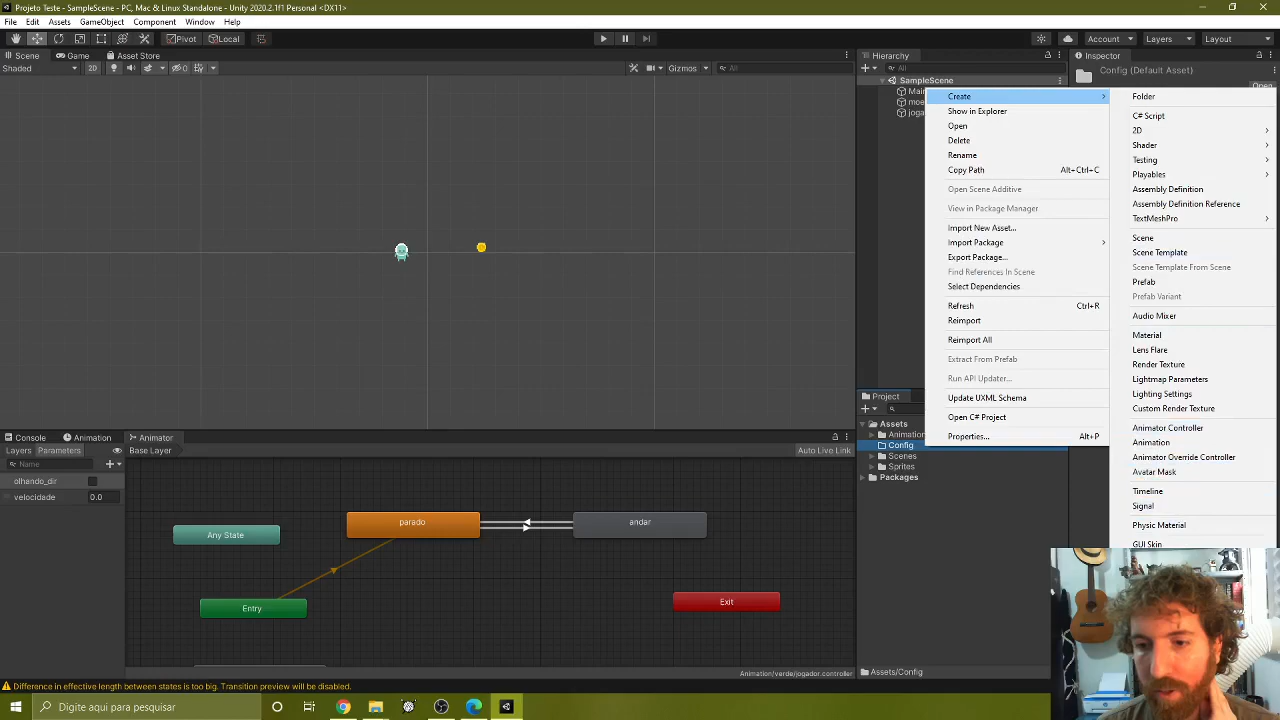 Projeto Teste - SampleScene - PC, Mac & Linux Standalone - Unity 2020.2.1f1 Personal <DX11>
File Edit Assets GameObject Component Window Help
Pivot Local Account Layers Layout
Scene Game Asset Store
Shaded 2D 0 Gizmos All
Hierarchy
All
SampleScene
Main
moe
joga
Inspector
Config (Default Asset)
Open
Create
Show in Explorer
Open
Delete
Rename
Copy Path Alt+Ctrl+C
Open Scene Additive
View in Package Manager
Import New Asset...
Import Package
Export Package...
Find References In Scene
Select Dependencies
Refresh Ctrl+R
Reimport
Reimport All
Extract From Prefab
Run API Updater...
Update UXML Schema
Open C# Project
Properties... Alt+P
Folder
C# Script
2D
Shader
Testing
Playables
Assembly Definition
Assembly Definition Reference
TextMeshPro
Scene
Scene Template
Scene Template From Scene
Prefab
Prefab Variant
Audio Mixer
Material
Lens Flare
Render Texture
Lightmap Parameters
Lighting Settings
Custom Render Texture
Animator Controller
Animation
Animator Override Controller
Avatar Mask
Timeline
Signal
Physic Material
GUI Skin
Project
Assets
Animation
Config
Scenes
Sprites
Packages
Assets/Config
Console Animation Animator
Layers Parameters Base Layer Auto Live Link
Name
olhando_dir
velocidade 0.0
parado
andar
Any State
Entry
Exit
Animation/verde/jogador.controller
Difference in effective length between states is too big. Transition preview will be disabled.
Digite aqui para pesquisar